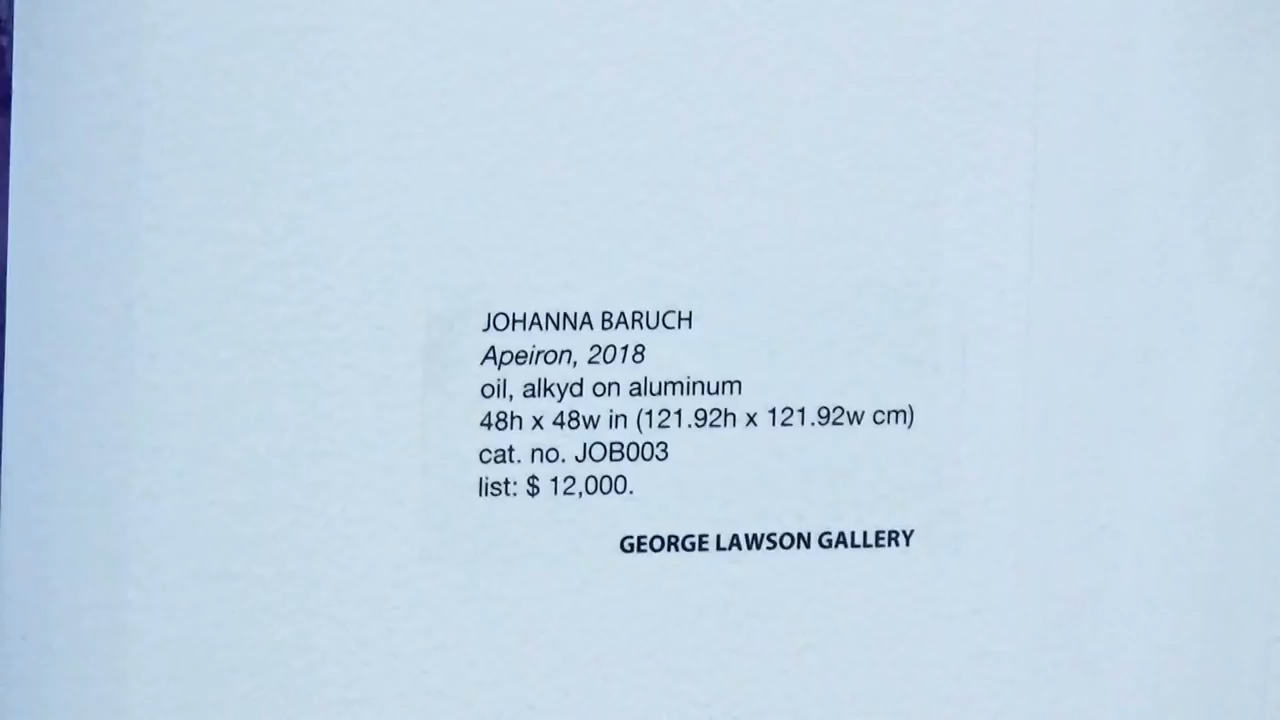 JOHANNA BARUCH
Apeiron, 2018
oil, alkyd on aluminum
48h x 48w in (121.92h x 121.92w cm)
cat. no. JOB003
list: $ 12,000.
GEORGE LAWSON GALLERY